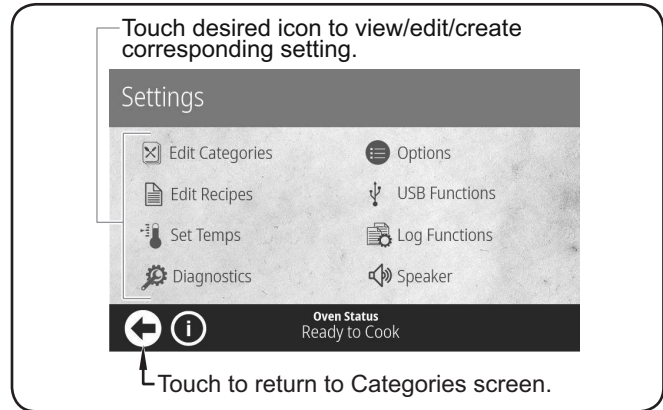 Touch desired icon to view/edit/create
corresponding setting.
Settings
Edit Categories
Options
Edit Recipes
USB Functions
Set Temps
Log Functions
Diagnostics
Speaker
i
Oven Status
Ready to Cook
Touch to return to Categories screen.